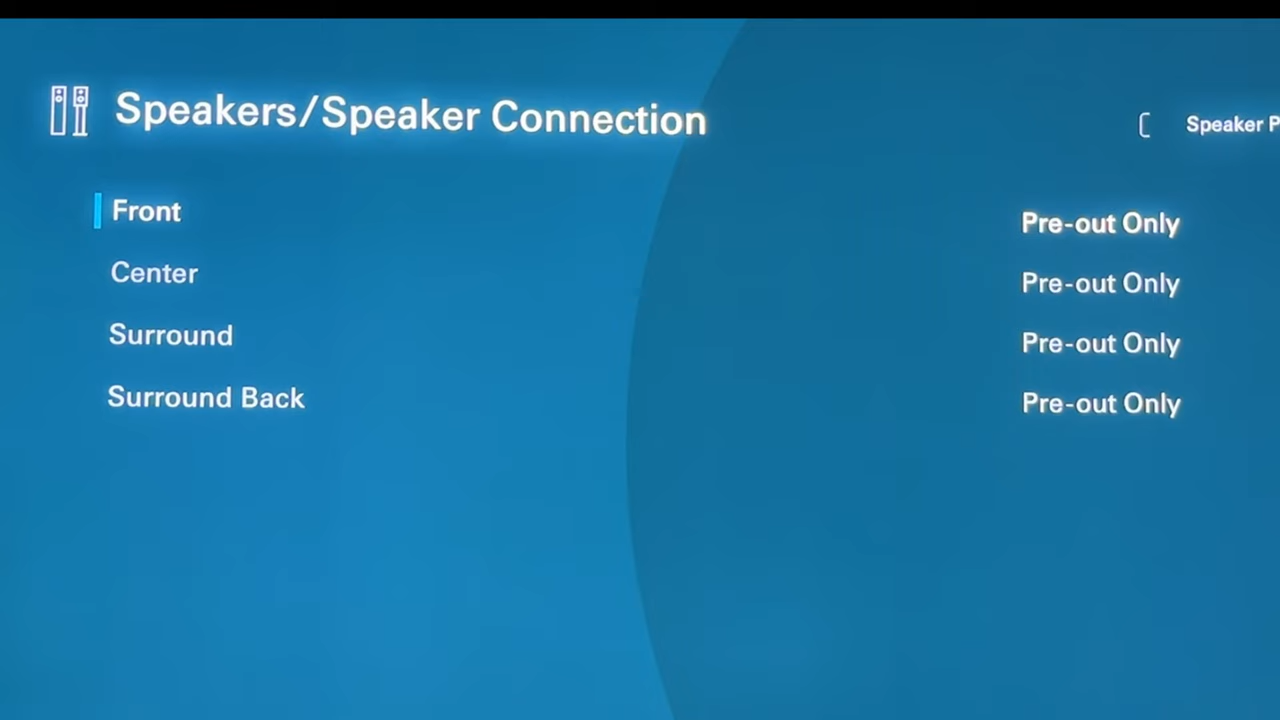 Speakers/Speaker Connection
Speaker P
Front Pre-out Only
Center Pre-out Only
Surround Pre-out Only
Surround Back Pre-out Only